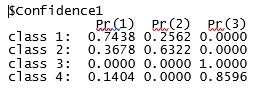 $Confidence1
Pr(1) Pr(2) Pr(3)
class 1: 0.7438 0.2562 0.0000
class 2: 0.3678 0.6322 0.0000
class 3: 0.0000 0.0000 1.0000
class 4: 0.1404 0.0000 0.8596